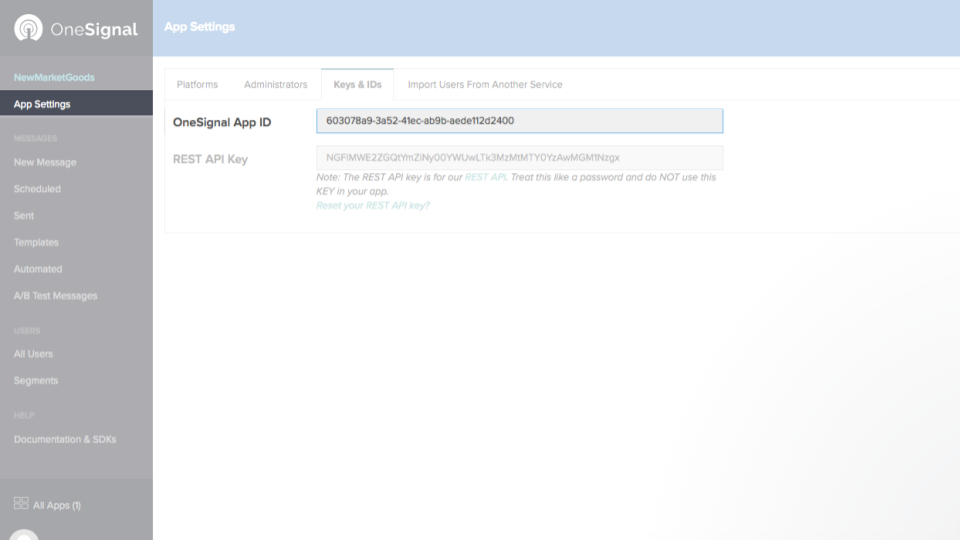 OneSignal
App Settings
NewMarketGoods
App Settings
MESSAGES
New Message
Scheduled
Sent
Templates
Automated
A/B Test Messages
USERS
All Users
Segments
HELP
Documentation & SDKs
All Apps (1)
Platforms
Administrators
Keys & IDs
Import Users From Another Service
OneSignal App ID
603078a9-3a52-41ec-ab9b-aede112d2400
REST API Key
Note: The REST API key is for our REST API. Treat this like a password and do NOT use this
KEY in your app.
Reset your REST API key?